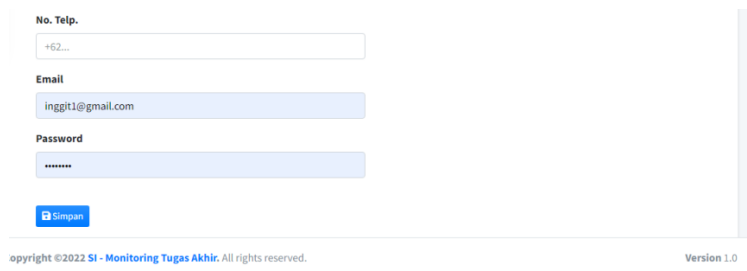 No. Telp.
+62...
Email
inggit1@gmail.com
Password
••••••••
Simpan
opyright ©2022 SI - Monitoring Tugas Akhir. All rights reserved.
Version 1.0